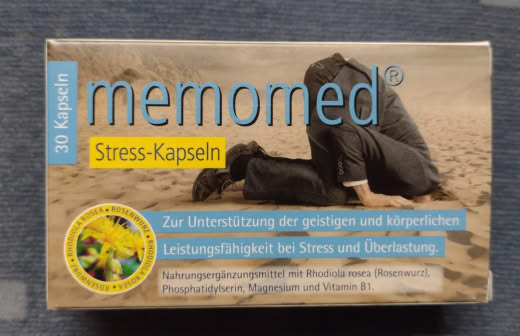 30 Kapseln
memomed®
Stress-Kapseln
RHODIOLA ROSEA • ROSENWURZ • RHODIOLA ROSEA • ROSENWURZ •
Zur Unterstützung der geistigen und körperlichen
Leistungsfähigkeit bei Stress und Überlastung.
Nahrungsergänzungsmittel mit Rhodiola rosea (Rosenwurz),
Phosphatidylserin, Magnesium und Vitamin B1.